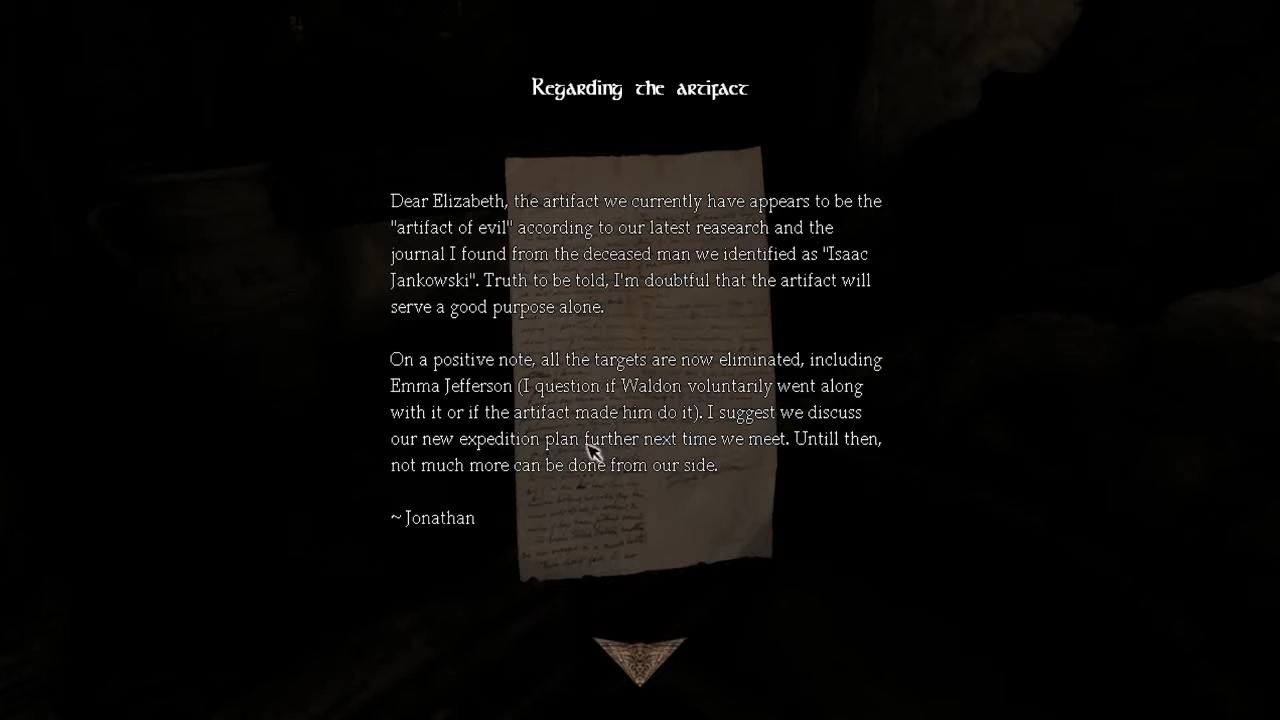 Regarding the artifact
Dear Elizabeth, the artifact we currently have appears to be the
"artifact of evil" according to our latest reasearch and the
journal I found from the deceased man we identified as "Isaac
Jankowski". Truth to be told, I'm doubtful that the artifact will
serve a good purpose alone.
On a positive note, all the targets are now eliminated, including
Emma Jefferson (I question if Waldon voluntarily went along
with it or if the artifact made him do it). I suggest we discuss
our new expedition plan further next time we meet. Untill then,
not much more can be done from our side.
~ Jonathan